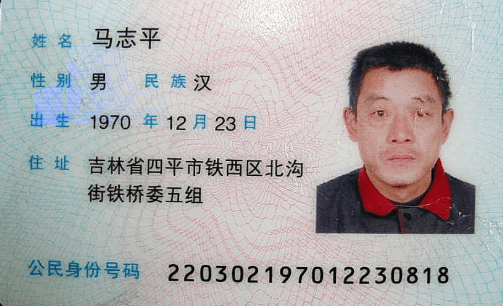 姓名 马志平
性别 男 民族 汉
出生 1970 年 12 月 23 日
住址 吉林省四平市铁西区北沟
街铁桥委五组
公民身份号码 220302197012230818